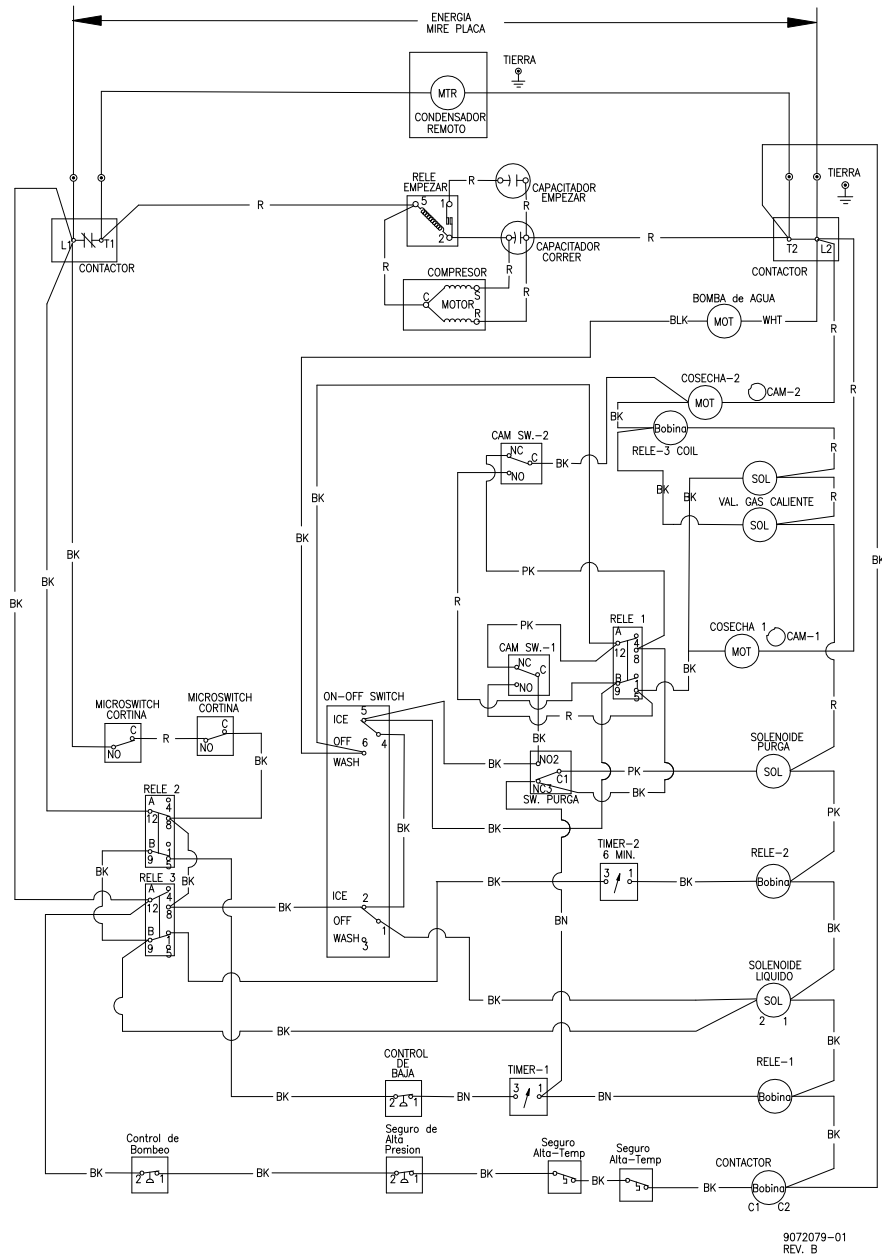 ENERGIA
MIRE PLACA
TIERRA
MTR
CONDENSADOR
REMOTO
TIERRA
RELE
EMPEZAR
R
CAPACITADOR
EMPEZAR
5
1
R
R
2
L1
T1
CONTACTOR
CAPACITADOR
CORRER
R
T2
L2
CONTACTOR
COMPRESOR
R
R
R
C
MOTOR
S
R
BOMBA de AGUA
BLK
MOT
WHT
R
COSECHA-2
MOT
CAM-2
R
BK
Bobina
RELE-3 COIL
R
CAM SW.-2
NC
C
NO
BK
SOL
BK
BK
BK
R
VAL. GAS CALIENTE
SOL
BK
BK
BK
BK
BK
PK
R
RELE 1
A
4
12
8
B
1
9
5
PK
CAM SW.-1
NC
C
NO
R
COSECHA 1
CAM-1
MOT
BK
R
MICROSWITCH
CORTINA
MICROSWITCH
CORTINA
C
NO
R
C
NO
BK
ON-OFF SWITCH
5
ICE
4
OFF
6
WASH
BK
BK
NO2
C1
NC3
SW. PURGA
PK
BK
SOLENOIDE
PURGA
SOL
PK
RELE 2
A
4
12
8
B
1
9
5
BK
BK
BK
BK
TIMER-2
6 MIN.
3
1
BK
BK
RELE-2
Bobina
RELE 3
A
4
12
8
B
1
9
5
BK
ICE
2
OFF
1
WASH
3
BN
BK
SOLENOIDE
LIQUIDO
SOL
2
1
BK
BK
BK
CONTROL
DE
BAJA
2
1
BK
BN
TIMER-1
3
1
BN
RELE-1
Bobina
BK
Control de
Bombeo
2
1
BK
BK
Seguro de
Alta
Presion
2
1
BK
Seguro
Alta-Temp
BK
Seguro
Alta-Temp
BK
CONTACTOR
Bobina
C1
C2
9072079-01
REV. B